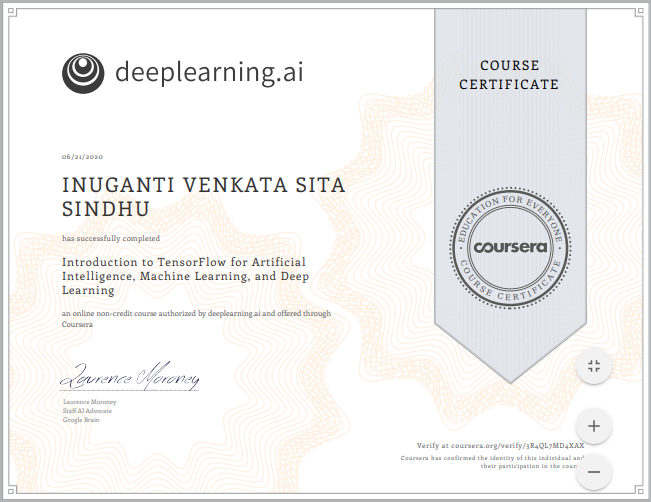 deeplearning.ai
COURSE
CERTIFICATE
06/21/2020
INUGANTI VENKATA SITA
SINDHU
has successfully completed
Introduction to TensorFlow for Artificial
Intelligence, Machine Learning, and Deep
Learning
an online non-credit course authorized by deeplearning.ai and offered through
Coursera
EDUCATION FOR EVERYONE
coursera
COURSE CERTIFICATE
Laurence Moroney
Laurence Moroney
Staff AI Advocate
Google Brain
Verify at coursera.org/verify/3R4QL7MD4XAX
Coursera has confirmed the identity of this individual and
their participation in the